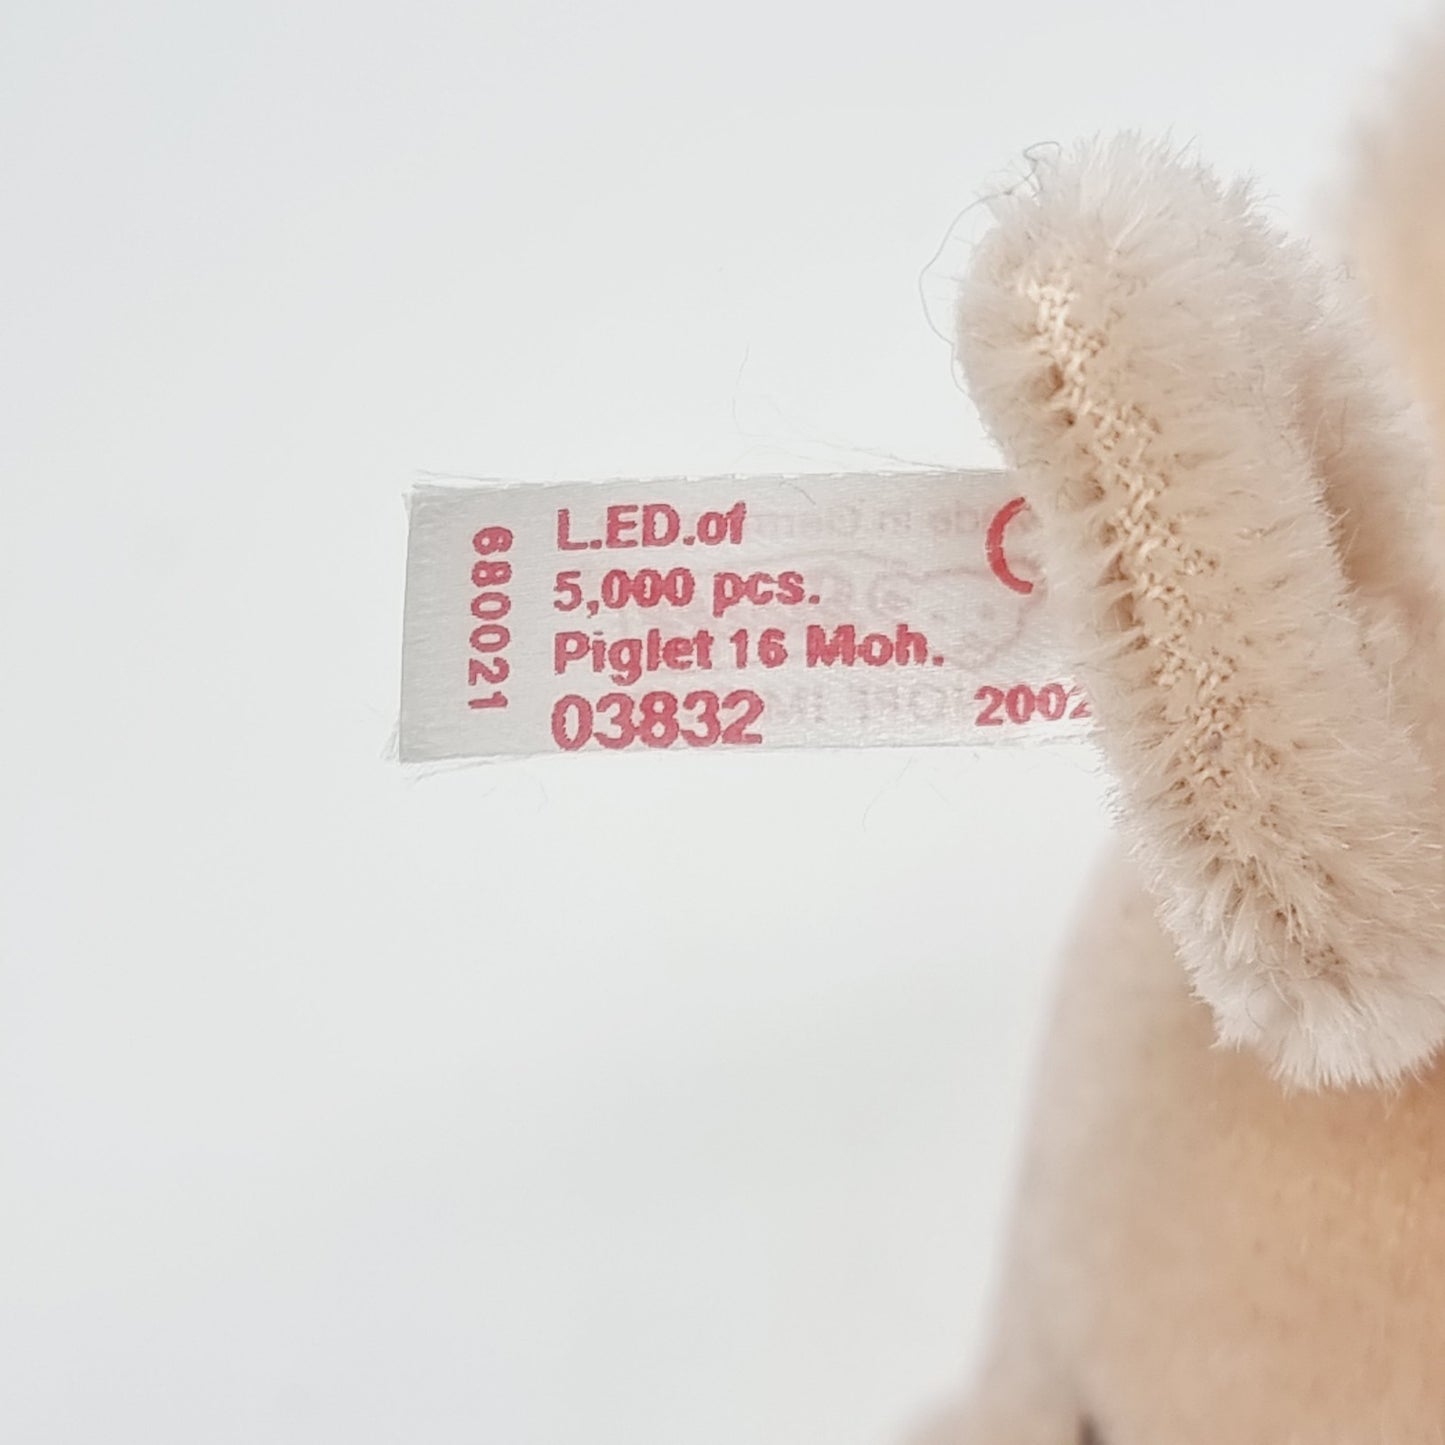 680021
L.ED.of
5,000 pcs.
Piglet 16 Moh.
03832
2002